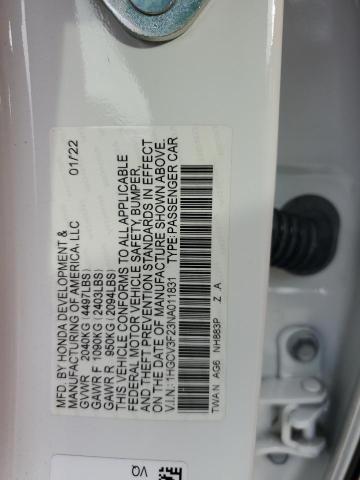 MFD. BY HONDA DEVELOPMENT &
MANUFACTURING OF AMERICA, LLC 01/22
GVWR 2040KG (4497LBS)
GAWR F 1090KG (2403LBS)
GAWR R 950KG (2094LBS)
THIS VEHICLE CONFORMS TO ALL APPLICABLE
FEDERAL MOTOR VEHICLE SAFETY, BUMPER,
AND THEFT PREVENTION STANDARDS IN EFFECT
ON THE DATE OF MANUFACTURE SHOWN ABOVE.
V.I.N.: 1HGCV3F23NA011831 TYPE: PASSENGER CAR
TWA N AG6 NH883P Z A
VQ